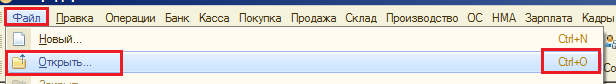 Файл Правка Операции Банк Касса Покупка Продажа Склад Производство ОС НМА Зарплата Кадры
Новый... Ctrl+N
Открыть... Ctrl+O